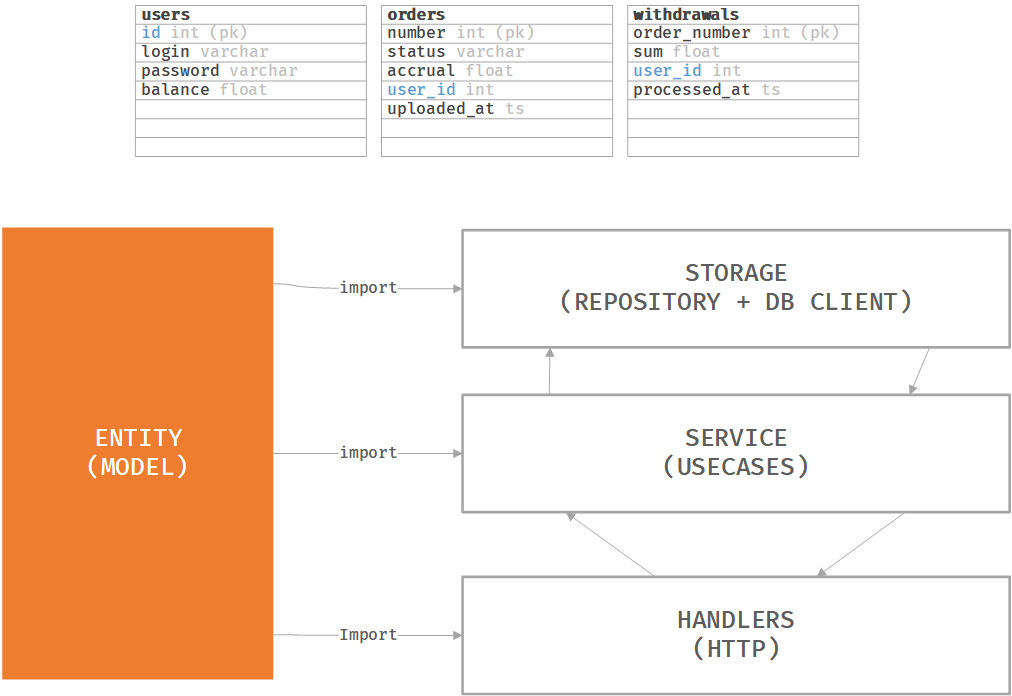 users
id int (pk)
login varchar
password varchar
balance float
orders
number int (pk)
status varchar
accrual float
user_id int
uploaded_at ts
withdrawals
order_number int (pk)
sum float
user_id int
processed_at ts
ENTITY
(MODEL)
import
import
Import
STORAGE
(REPOSITORY + DB CLIENT)
SERVICE
(USECASES)
HANDLERS
(HTTP)